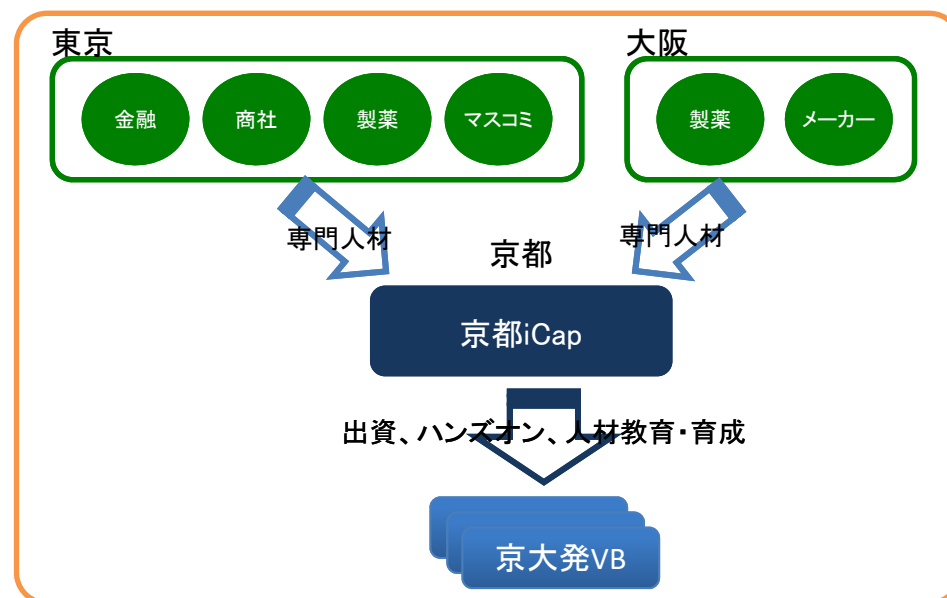 東京
大阪
金融
商社
製薬
マスコミ
製薬
メーカー
専門人材
専門人材
京都
京都iCap
出資、ハンズオン、人材教育・育成
京大発VB